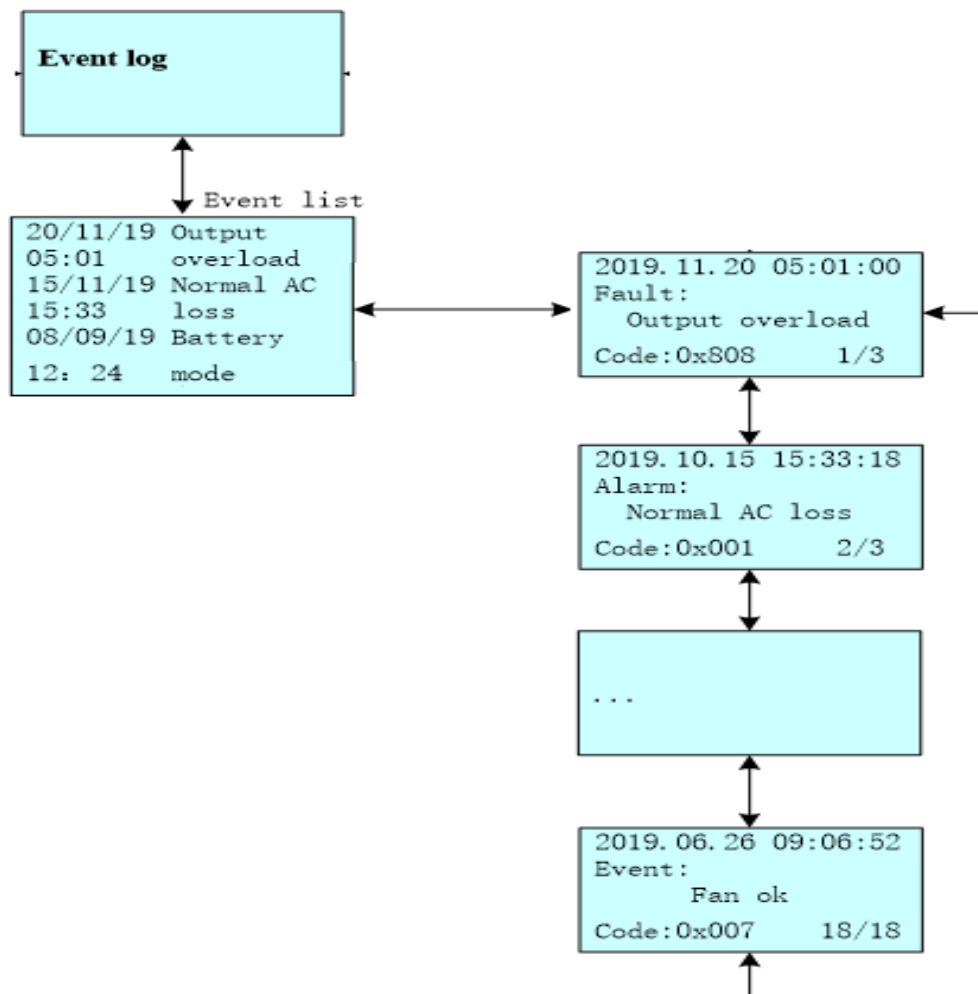 Event log
Event list
20/11/19 Output
05:01 overload
15/11/19 Normal AC
15:33 loss
08/09/19 Battery
12: 24 mode
2019.11.20 05:01:00
Fault:
Output overload
Code:0x808 1/3
2019.10.15 15:33:18
Alarm:
Normal AC loss
Code:0x001 2/3
...
2019.06.26 09:06:52
Event:
Fan ok
Code:0x007 18/18